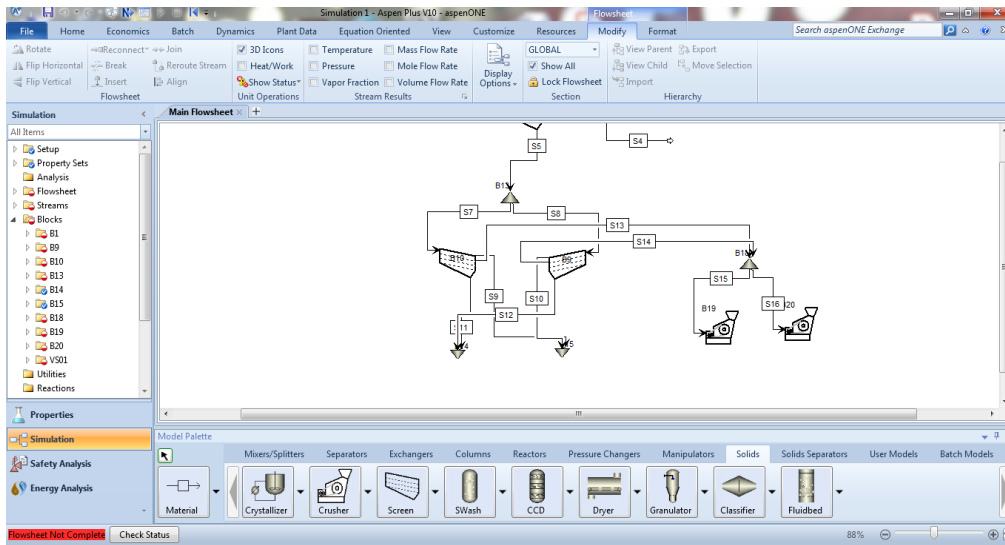 Simulation 1 - Aspen Plus V10 - aspenONE
Flowsheet
File Home Economics Batch Dynamics Plant Data Equation Oriented View Customize Resources Modify Format Search aspenONE Exchange
Rotate Reconnect Join 3D Icons Temperature Mass Flow Rate GLOBAL View Parent Export
Flip Horizontal Break Reroute Stream Heat/Work Pressure Mole Flow Rate Display Show All View Child Move Selection
Flip Vertical Insert Align Show Status Vapor Fraction Volume Flow Rate Options Lock Flowsheet Import
Flowsheet Unit Operations Stream Results Section Hierarchy
Simulation < Main Flowsheet × +
All Items
Setup
Property Sets
Analysis
Flowsheet
Streams
Blocks
B1
B9
B10
B13
B14
B15
B18
B19
B20
VS01
Utilities
Reactions
S4
S5
B13
S7 S8
S13
S14
B10 B9 B18
S15
S9 S10
S16
S12
B19
Properties
Simulation
Safety Analysis
Energy Analysis
Model Palette
Mixers/Splitters Separators Exchangers Columns Reactors Pressure Changers Manipulators Solids Solids Separators User Models Batch Models
Material Crystallizer Crusher Screen SWash CCD Dryer Granulator Classifier Fluidbed
Flowsheet Not Complete Check Status 88%